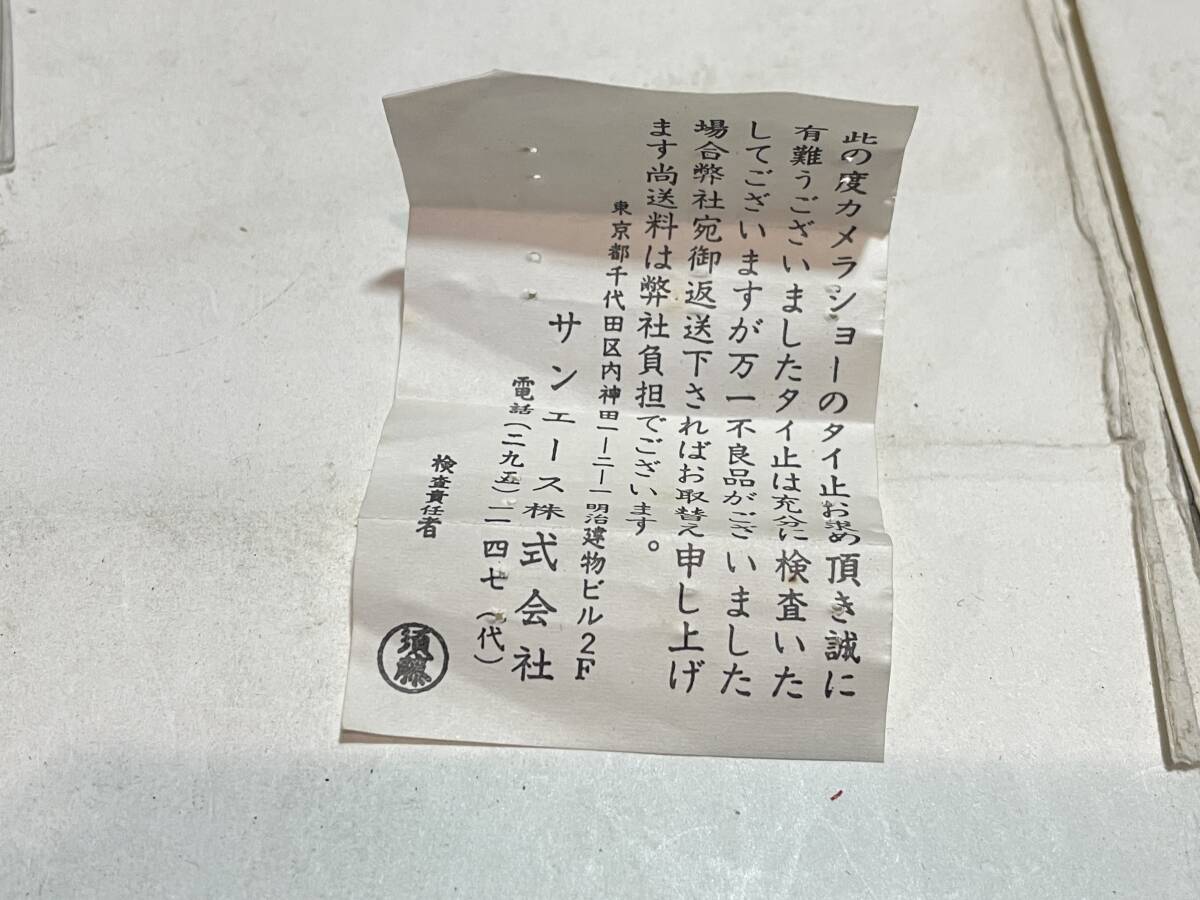 此の度カメラショーのタイ止お求め頂き誠に
有難うございましたタイ止は充分に検査いた
してございますが万一不良品がございました
場合弊社宛御返送下さればお取替え申し上げ
ます尚送料は弊社負担でございます。
東京都千代田区内神田一ー二ー一明治建物ビル2F
サンエース株式会社
電話(二九五)二一四七(代)
検査責任者
須藤